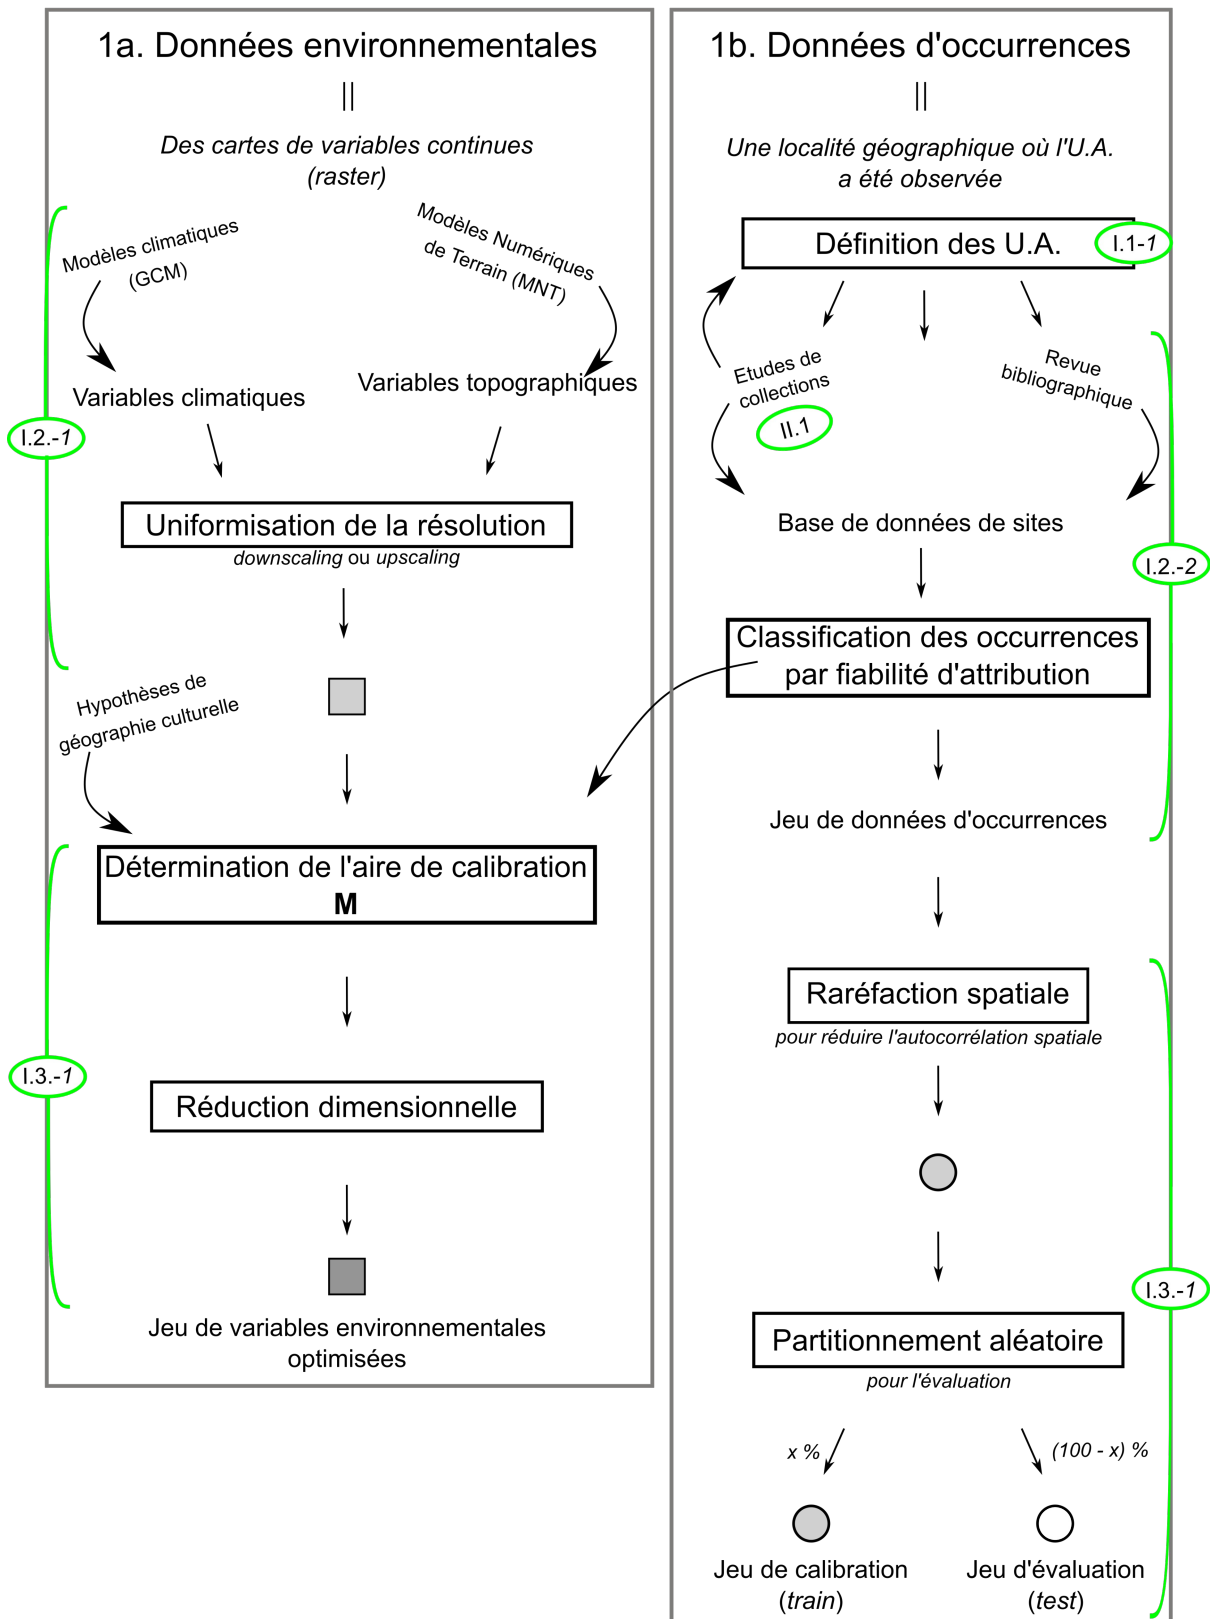 1a. Données environnementales
||
Des cartes de variables continues
(raster)
Modèles climatiques
(GCM)
Modèles Numériques
de Terrain (MNT)
Variables climatiques
Variables topographiques
I.2.-1
Uniformisation de la résolution
downscaling ou upscaling
Hypothèses de
géographie culturelle
Détermination de l'aire de calibration
M
I.3.-1
Réduction dimensionnelle
Jeu de variables environnementales
optimisées
1b. Données d'occurrences
||
Une localité géographique où l'U.A.
a été observée
Définition des U.A.
I.1-1
Etudes de
collections
II.1
Revue
bibliographique
Base de données de sites
I.2.-2
Classification des occurrences
par fiabilité d'attribution
Jeu de données d'occurrences
Raréfaction spatiale
pour réduire l'autocorrélation spatiale
I.3.-1
Partitionnement aléatoire
pour l'évaluation
x %
(100 - x) %
Jeu de calibration
(train)
Jeu d'évaluation
(test)